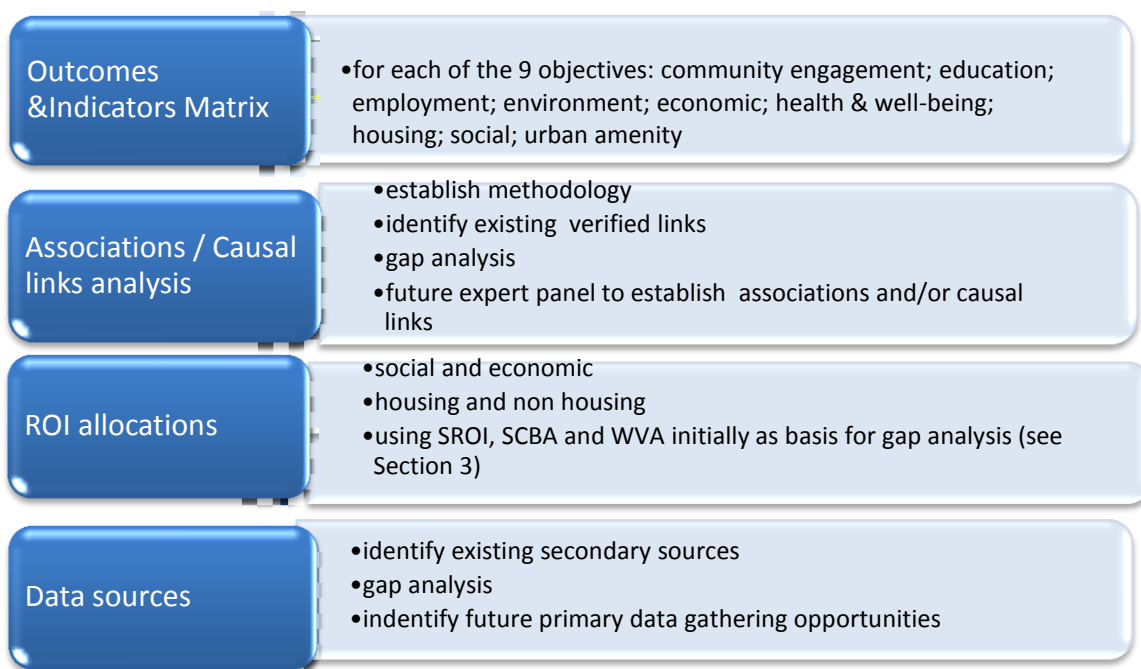 Outcomes
&Indicators Matrix
•for each of the 9 objectives: community engagement; education;
employment; environment; economic; health & well-being;
housing; social; urban amenity
Associations / Causal
links analysis
•establish methodology
•identify existing verified links
•gap analysis
•future expert panel to establish associations and/or causal
links
ROI allocations
•social and economic
•housing and non housing
•using SROI, SCBA and WVA initially as basis for gap analysis (see
Section 3)
Data sources
•identify existing secondary sources
•gap analysis
•indentify future primary data gathering opportunities